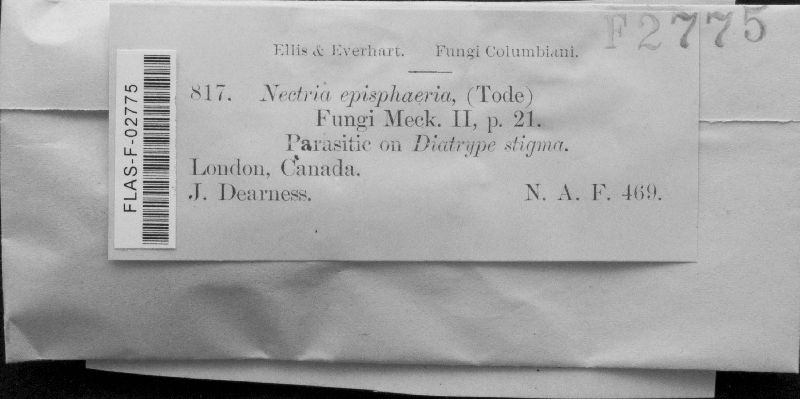 F2775
Ellis & Everhart. Fungi Columbiani.
817. Nectria episphaeria, (Tode)
Fungi Meck. II, p. 21.
Parasitic on Diatrype stigma.
London, Canada.
J. Dearness. N. A. F. 469.
FLAS-F-02775